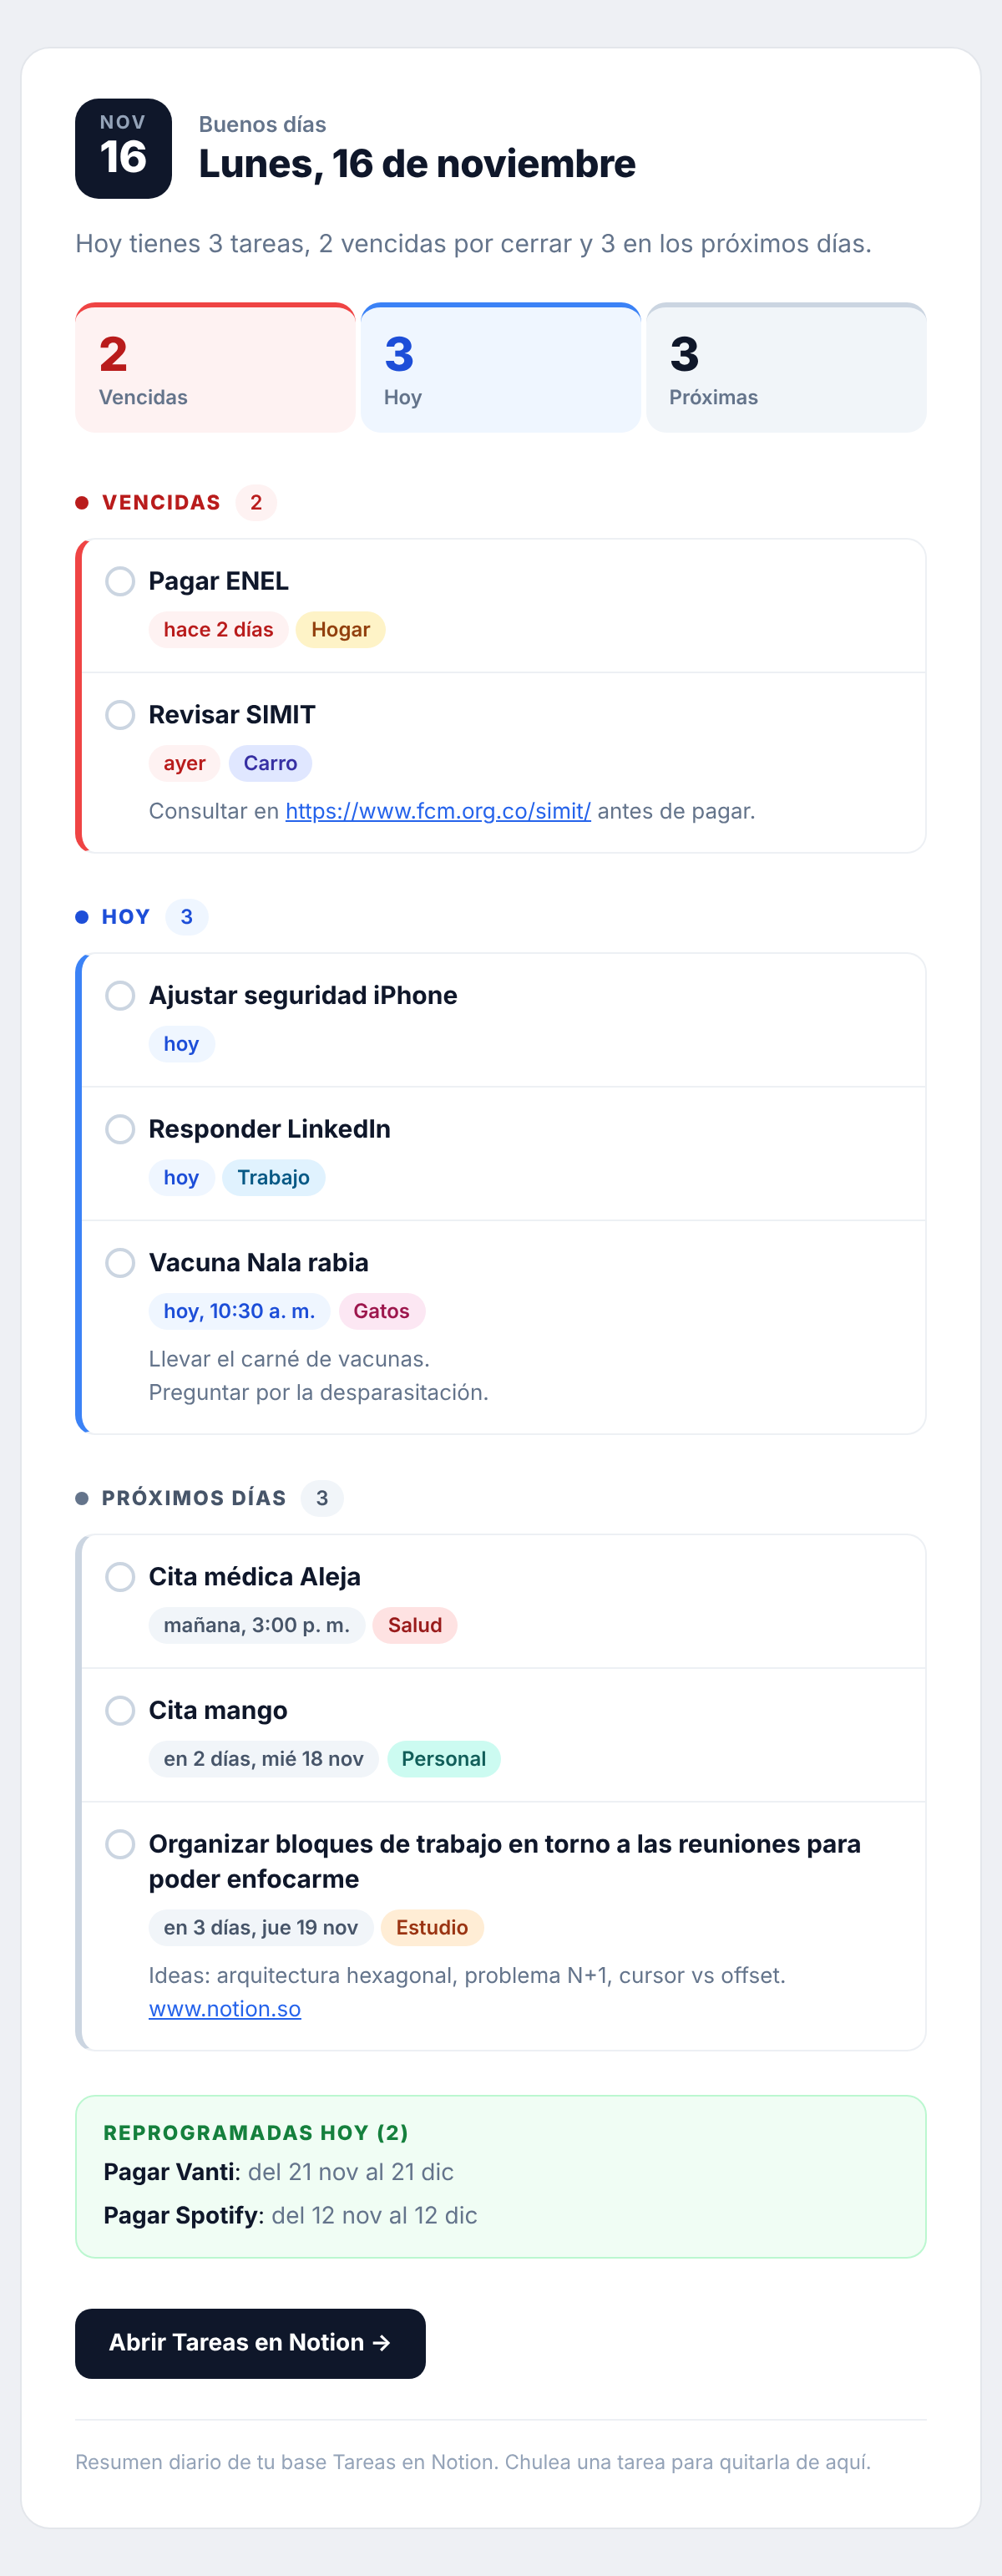 NOV
16
Buenos días
Lunes, 16 de noviembre
Hoy tienes 3 tareas, 2 vencidas por cerrar y 3 en los próximos días.
2
Vencidas
3
Hoy
3
Próximas
VENCIDAS 2
Pagar ENEL
hace 2 días Hogar
Revisar SIMIT
ayer Carro
Consultar en https://www.fcm.org.co/simit/ antes de pagar.
HOY 3
Ajustar seguridad iPhone
hoy
Responder LinkedIn
hoy Trabajo
Vacuna Nala rabia
hoy, 10:30 a. m. Gatos
Llevar el carné de vacunas.
Preguntar por la desparasitación.
PRÓXIMOS DÍAS 3
Cita médica Aleja
mañana, 3:00 p. m. Salud
Cita mango
en 2 días, mié 18 nov Personal
Organizar bloques de trabajo en torno a las reuniones para
poder enfocarme
en 3 días, jue 19 nov Estudio
Ideas: arquitectura hexagonal, problema N+1, cursor vs offset.
www.notion.so
REPROGRAMADAS HOY (2)
Pagar Vanti: del 21 nov al 21 dic
Pagar Spotify: del 12 nov al 12 dic
Abrir Tareas en Notion →
Resumen diario de tu base Tareas en Notion. Chulea una tarea para quitarla de aquí.